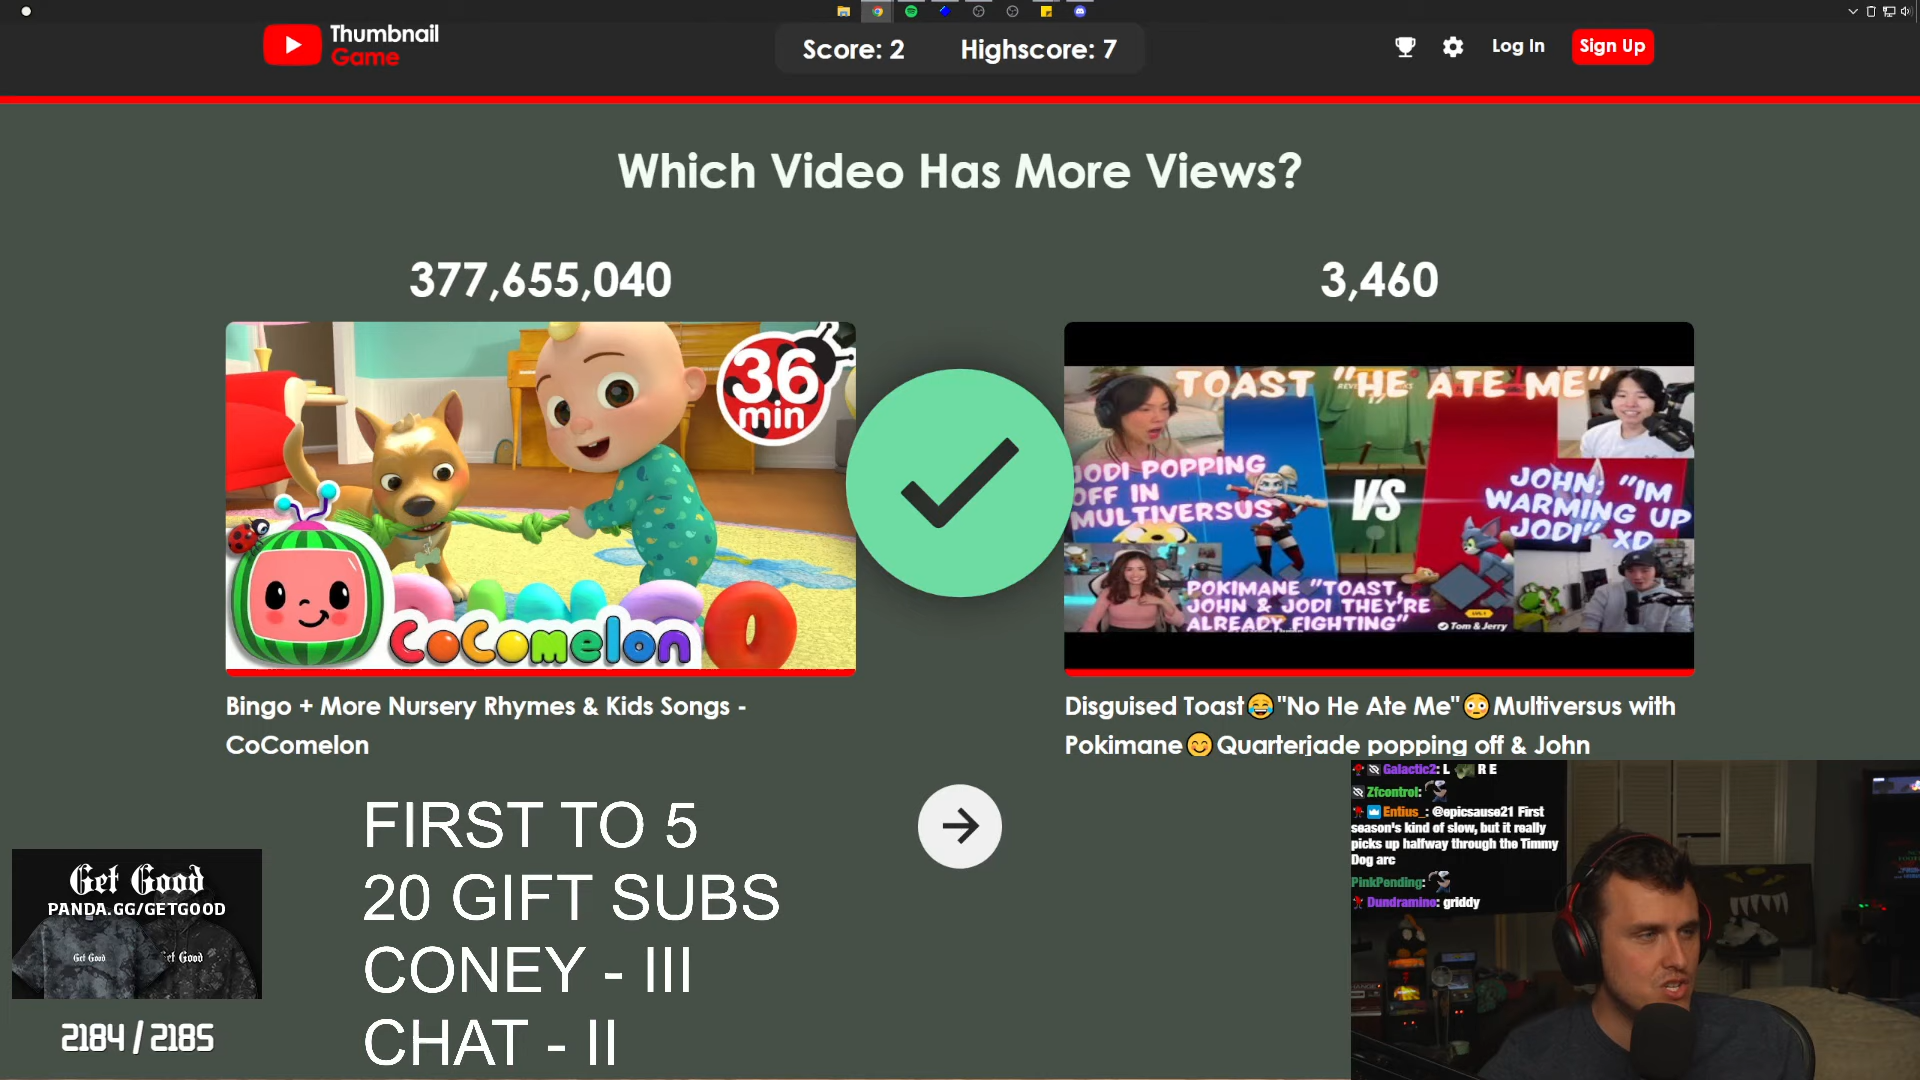 Thumbnail
Game
Score: 2
Highscore: 7
Log In
Sign Up
Which Video Has More Views?
377,655,040
3,460
36
min
CoComelon
TOAST "HE ATE ME"
JODI POPPING
OFF IN
MULTIVERSUS
VS
JOHN: "IM
WARMING UP
JODI" XD
POKIMANE "TOAST,
JOHN & JODI THEY'RE
ALREADY FIGHTING"
Tom & Jerry
Bingo + More Nursery Rhymes & Kids Songs -
CoComelon
Disguised Toast😂"No He Ate Me"😳Multiversus with
Pokimane😊Quarterjade popping off & John
Galactic2: L R E
Zfcontrol:
Entius_: @epicsause21 First
season's kind of slow, but it really
picks up halfway through the Timmy
Dog arc
PinkPending:
Dundramino: griddy
FIRST TO 5
20 GIFT SUBS
CONEY - III
CHAT - II
Get Good
PANDA.GG/GETGOOD
Get Good
Get Good
2184 / 2185